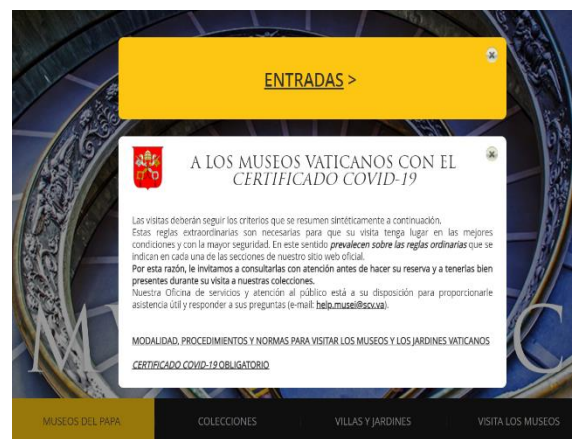 ENTRADAS >
A LOS MUSEOS VATICANOS CON EL
CERTIFICADO COVID-19
Las visitas deberán seguir los criterios que se resumen sintéticamente a continuación.
Estas reglas extraordinarias son necesarias para que su visita tenga lugar en las mejores
condiciones y con la mayor seguridad. En este sentido prevalecen sobre las reglas ordinarias que se
indican en cada una de las secciones de nuestro sitio web oficial.
Por esta razón, le invitamos a consultarlas con atención antes de hacer su reserva y a tenerlas bien
presentes durante su visita a nuestras colecciones.
Nuestra Oficina de servicios y atención al público está a su disposición para proporcionarle
asistencia útil y responder a sus preguntas (e-mail: help.musei@scv.va).
MODALIDAD, PROCEDIMIENTOS Y NORMAS PARA VISITAR LOS MUSEOS Y LOS JARDINES VATICANOS
CERTIFICADO COVID-19 OBLIGATORIO
M C
MUSEOS DEL PAPA COLECCIONES VILLAS Y JARDINES VISITA LOS MUSEOS